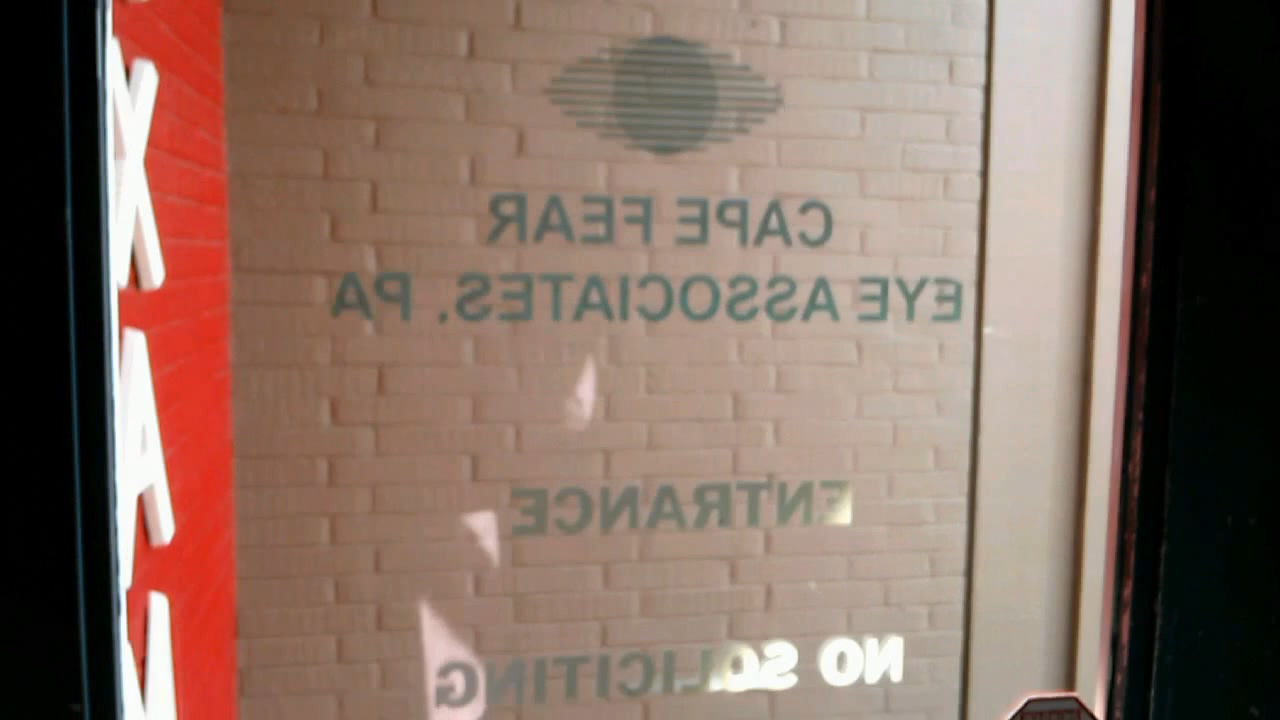 CAPE FEAR
EYE ASSOCIATES, PA
ENTRANCE
NO SOLICITING